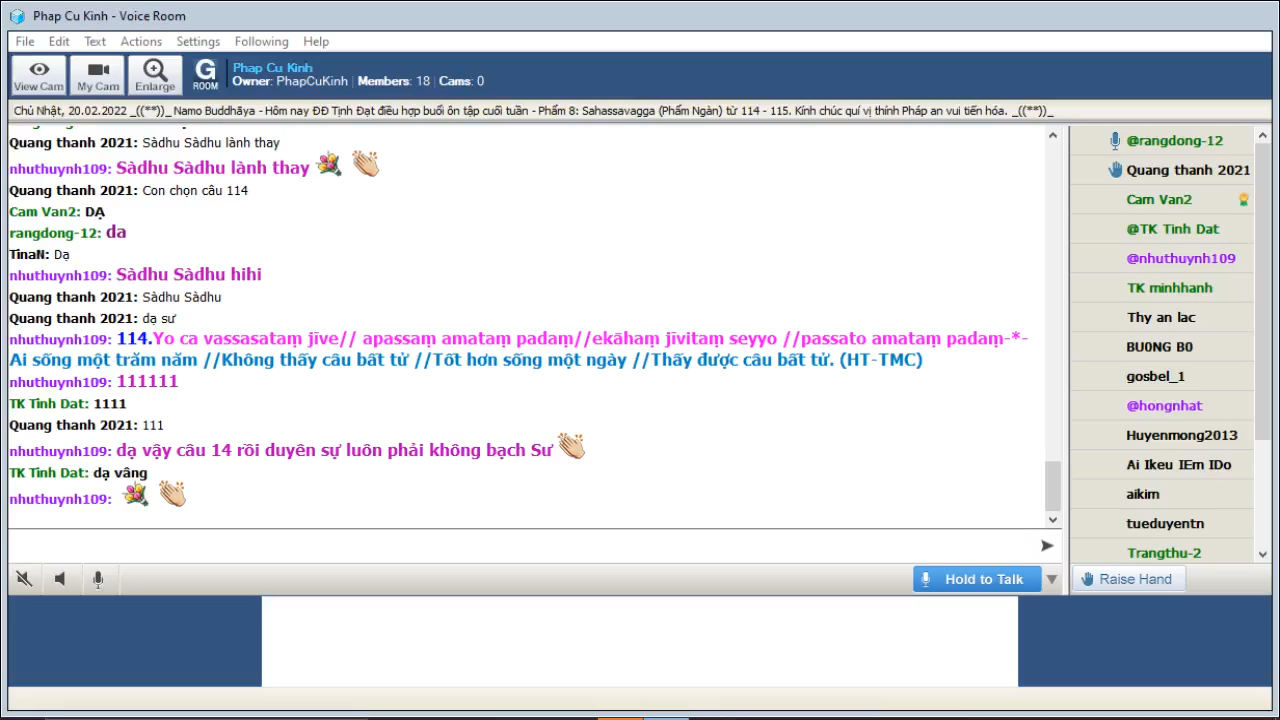 Phap Cu Kinh - Voice Room
File Edit Text Actions Settings Following Help
View Cam My Cam Enlarge G ROOM Phap Cu Kinh
Owner: PhapCuKinh | Members: 18 | Cams: 0
Chủ Nhật, 20.02.2022 _((**))_ Namo Buddhāya - Hôm nay ĐĐ Tịnh Đạt điều hợp buổi ôn tập cuối tuần - Phẩm 8: Sahassavagga (Phẩm Ngàn) từ 114 - 115. Kính chúc quí vị thính Pháp an vui tiến hóa. _((**))_
Quang thanh 2021: Sàdhu Sàdhu lành thay
nhuthuynh109: Sàdhu Sàdhu lành thay
Quang thanh 2021: Con chọn câu 114
Cam Van2: DẠ
rangdong-12: da
TinaN: Dạ
nhuthuynh109: Sàdhu Sàdhu hihi
Quang thanh 2021: Sàdhu Sàdhu
Quang thanh 2021: dạ sư
nhuthuynh109: 114.Yo ca vassasataṃ jīve// apassaṃ amataṃ padaṃ//ekāhaṃ jīvitaṃ seyyo //passato amataṃ padaṃ-*-
Ai sống một trăm năm //Không thấy câu bất tử //Tốt hơn sống một ngày //Thấy được câu bất tử. (HT-TMC)
nhuthuynh109: 111111
TK Tinh Dat: 1111
Quang thanh 2021: 111
nhuthuynh109: dạ vậy câu 14 rồi duyên sự luôn phải không bạch Sư
TK Tinh Dat: dạ vâng
nhuthuynh109:
@rangdong-12
Quang thanh 2021
Cam Van2
@TK Tinh Dat
@nhuthuynh109
TK minhhanh
Thy an lac
BU0NG B0
gosbel_1
@hongnhat
Huyenmong2013
Ai Ikeu IEm IDo
aikim
tueduyentn
Trangthu-2
Hold to Talk
Raise Hand